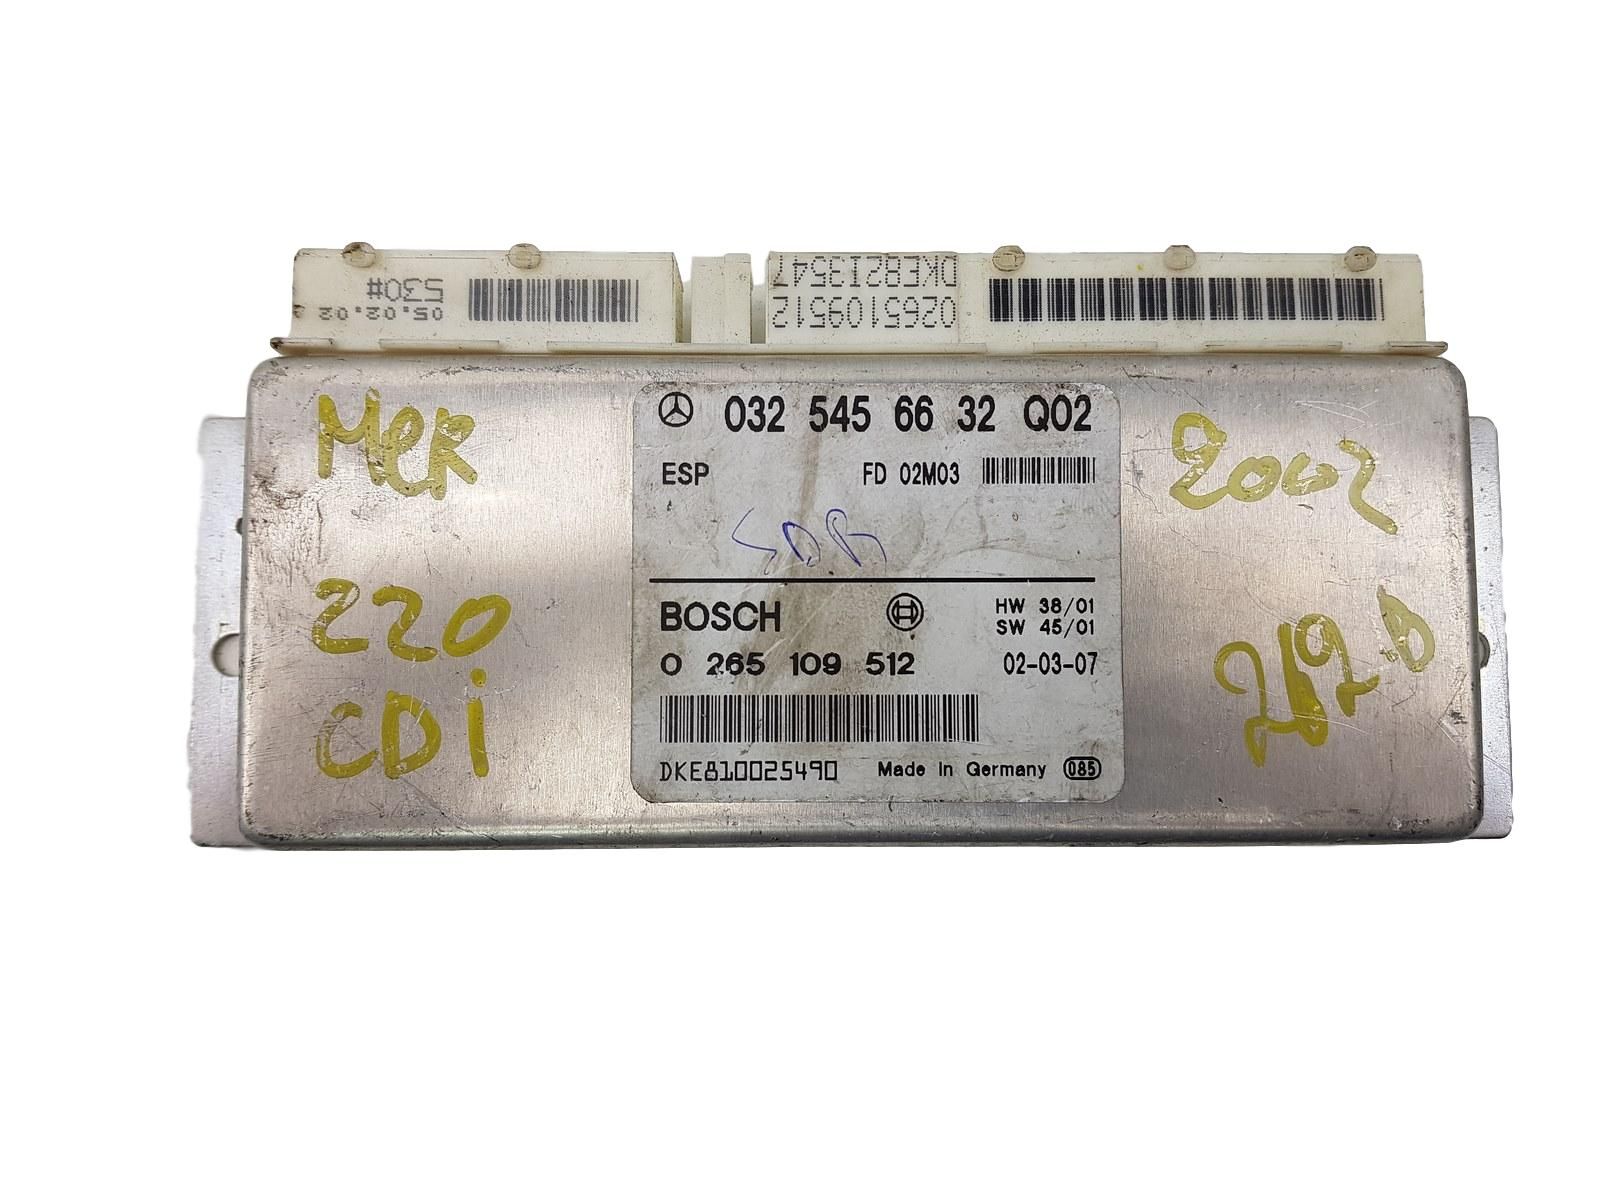 530#
05.02.02
DKE82I3547
0265109512
MeR
220
CDi
032 545 66 32 Q02
ESP FD 02M03
BOSCH
HW 38/01
SW 45/01
0 265 109 512 02-03-07
DKE810025490 Made in Germany 085
2002